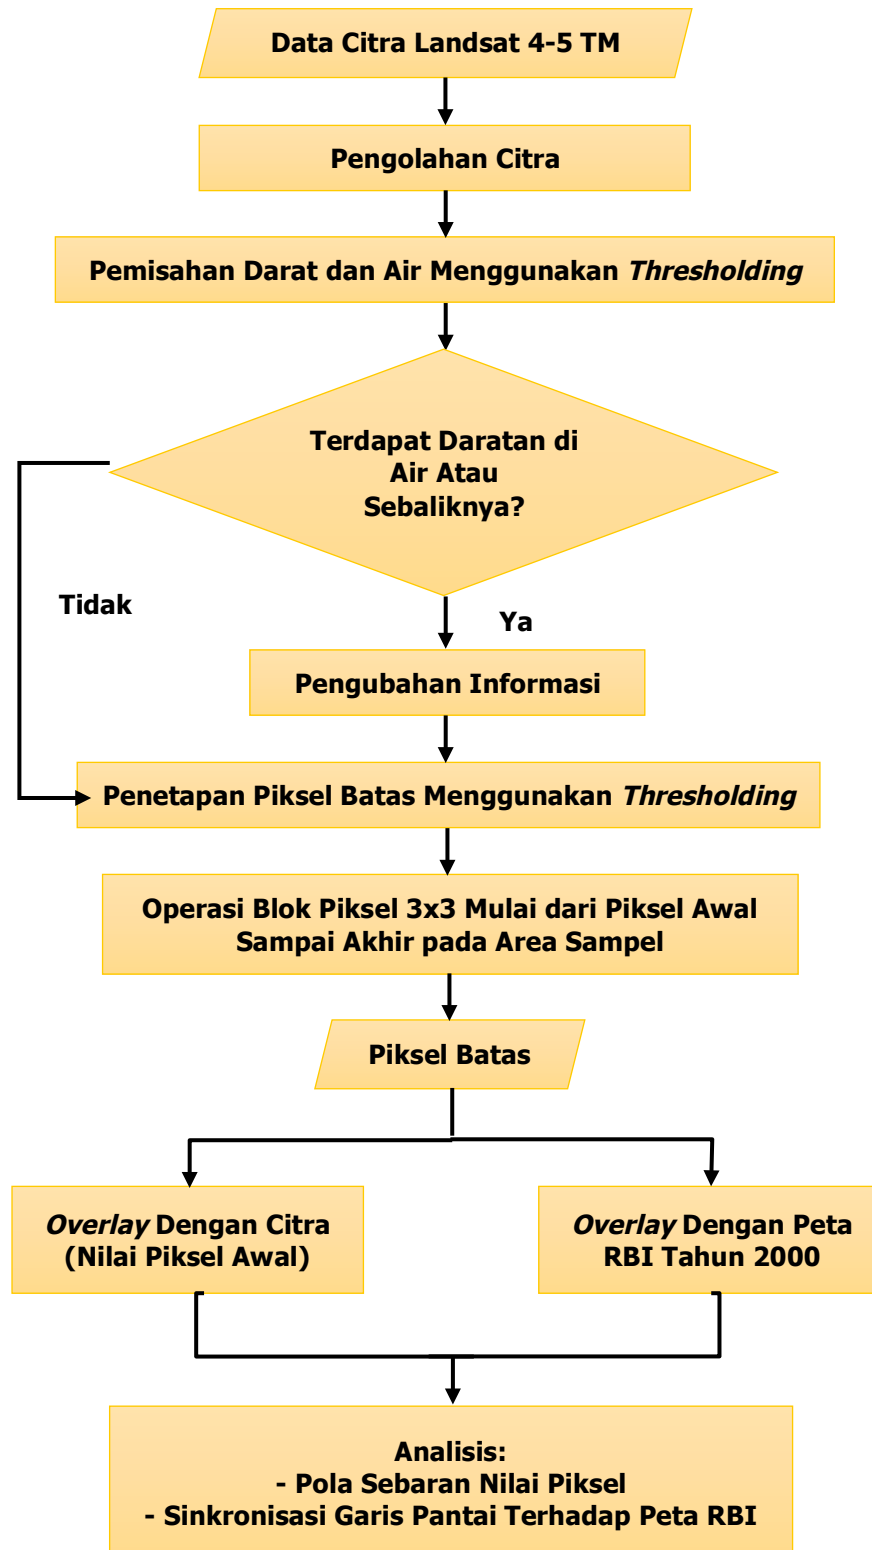 Data Citra Landsat 4-5 TM
Pengolahan Citra
Pemisahan Darat dan Air Menggunakan Thresholding
Terdapat Daratan di
Air Atau
Sebaliknya?
Tidak
Ya
Pengubahan Informasi
Penetapan Piksel Batas Menggunakan Thresholding
Operasi Blok Piksel 3x3 Mulai dari Piksel Awal
Sampai Akhir pada Area Sampel
Piksel Batas
Overlay Dengan Citra
(Nilai Piksel Awal)
Overlay Dengan Peta
RBI Tahun 2000
Analisis:
- Pola Sebaran Nilai Piksel
- Sinkronisasi Garis Pantai Terhadap Peta RBI